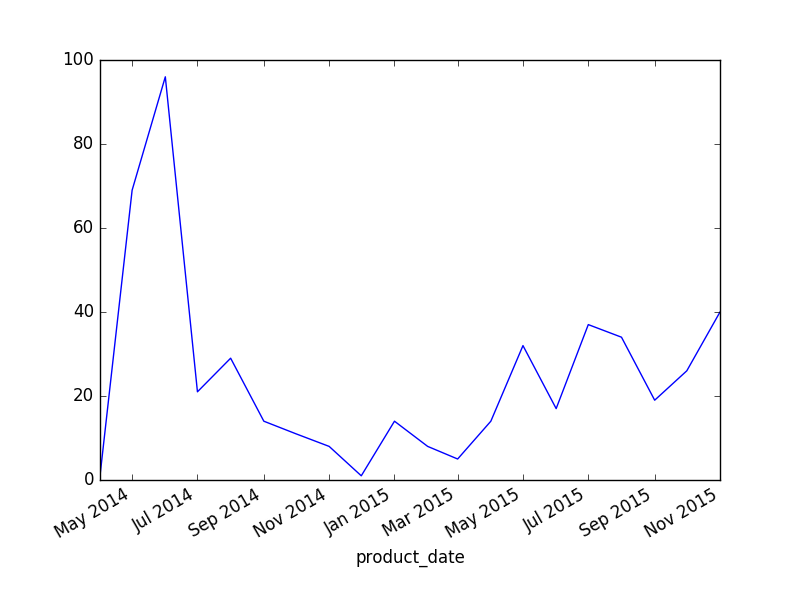 100
80
60
40
20
0
May 2014
Jul 2014
Sep 2014
Nov 2014
Jan 2015
Mar 2015
May 2015
Jul 2015
Sep 2015
Nov 2015
product_date